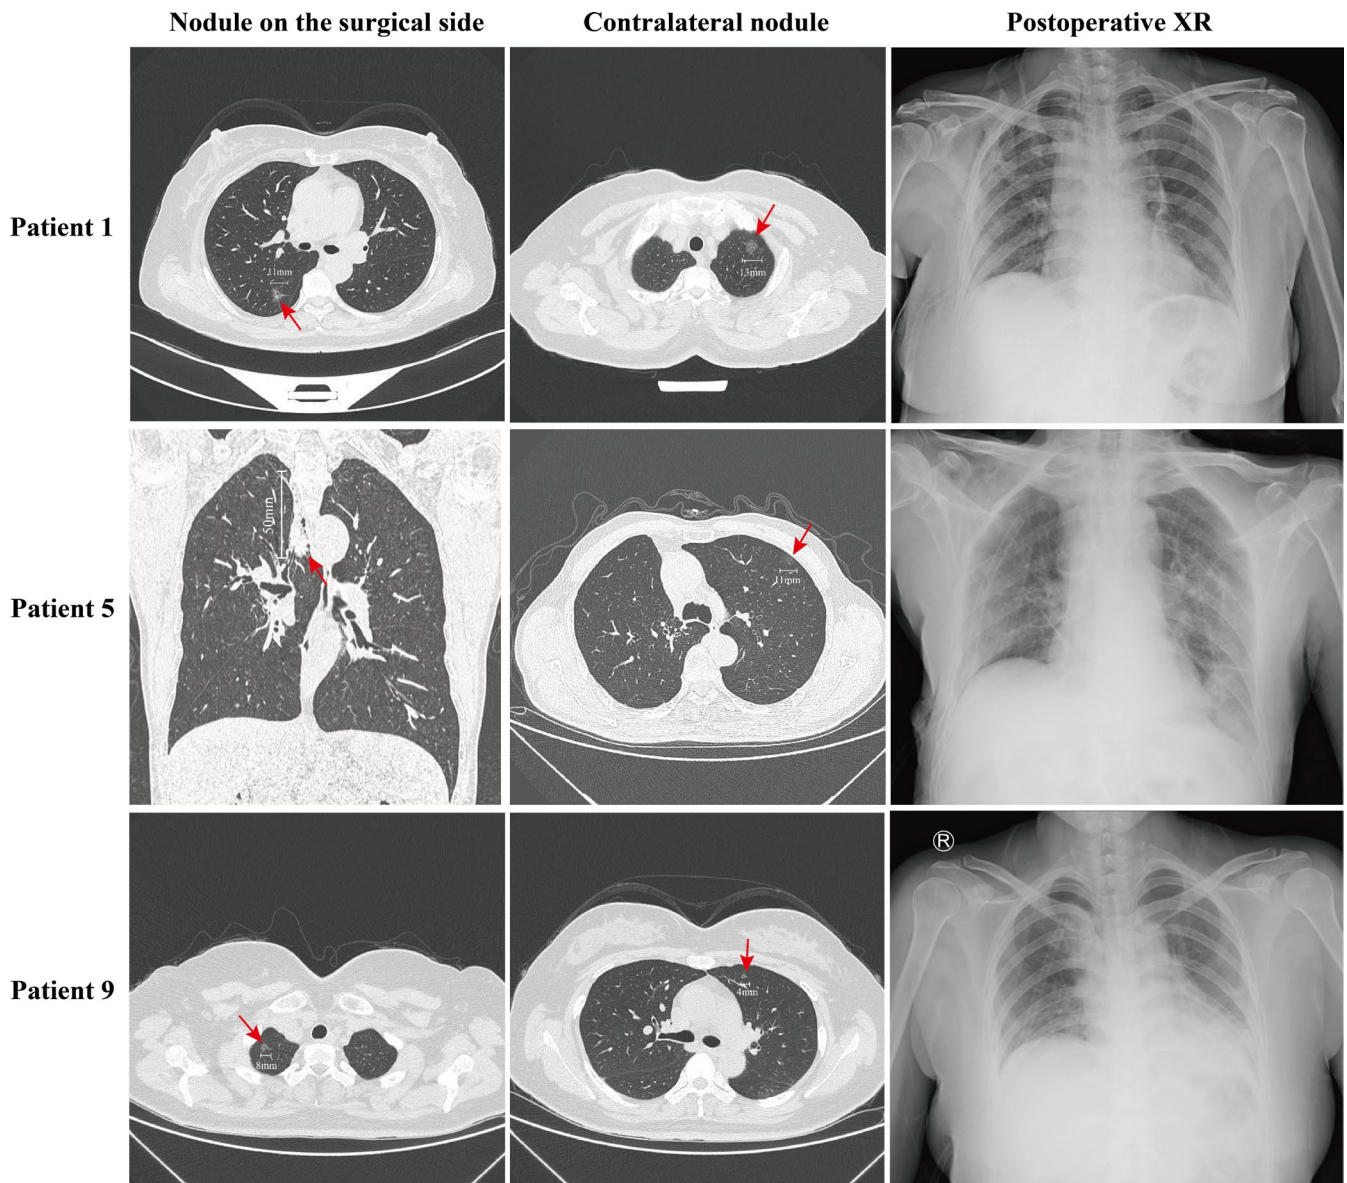 Nodule on the surgical side
Contralateral nodule
Postoperative XR
Patient 1
11mm
13mm
Patient 5
50mm
11mm
Patient 9
8mm
4mm
R